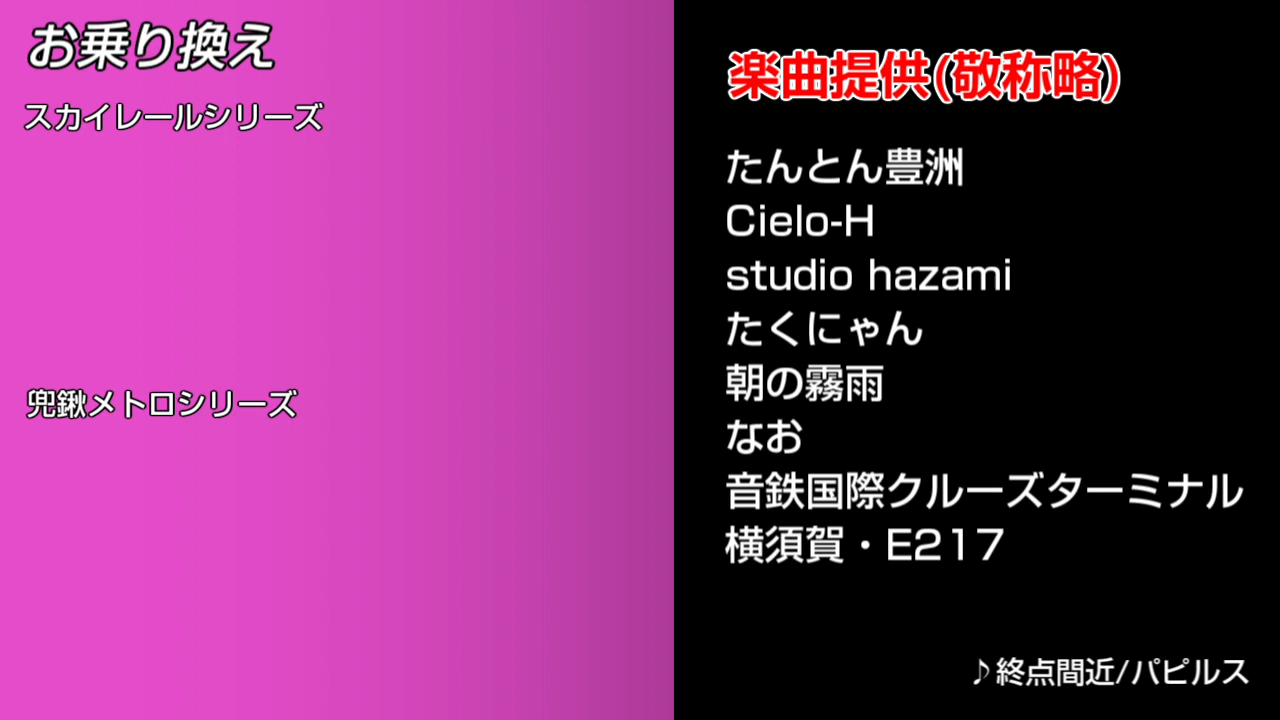 お乗り換え
スカイレールシリーズ
兜鍬メトロシリーズ
楽曲提供(敬称略)
たんとん豊洲
Cielo-H
studio hazami
たくにゃん
朝の霧雨
なお
音鉄国際クルーズターミナル
横須賀・E217
♪終点間近/パピルス